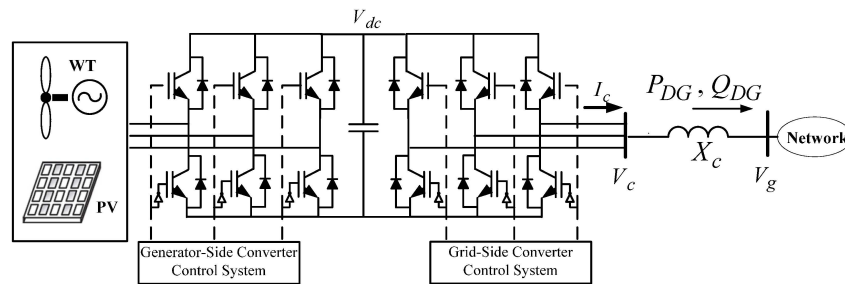 V_dc
WT
PV
Generator-Side Converter
Control System
Grid-Side Converter
Control System
I_c
P_DG , Q_DG
X_c
V_c
V_g
Network